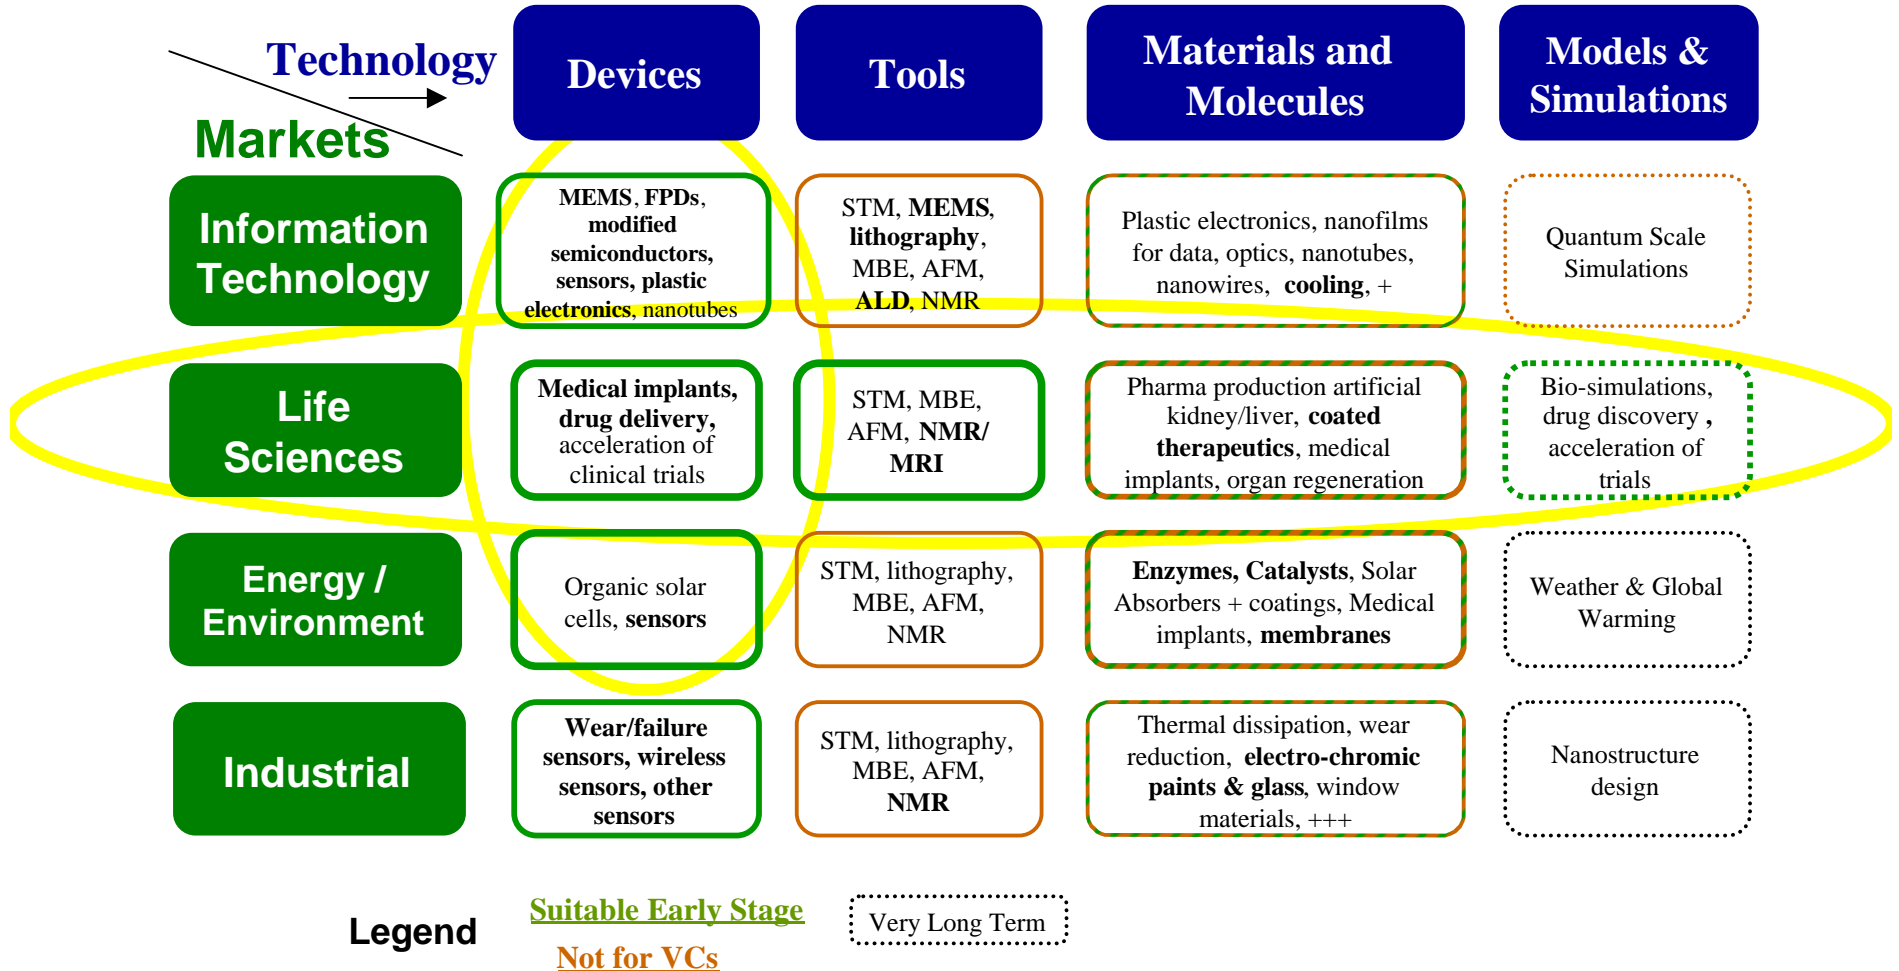 Technology
Markets
Devices
Tools
Materials and
Molecules
Models &
Simulations
Information
Technology
MEMS, FPDs,
modified
semiconductors,
sensors, plastic
electronics, nanotubes
STM, MEMS,
lithography,
MBE, AFM,
ALD, NMR
Plastic electronics, nanofilms
for data, optics, nanotubes,
nanowires, cooling, +
Quantum Scale
Simulations
Life
Sciences
Medical implants,
drug delivery,
acceleration of
clinical trials
STM, MBE,
AFM, NMR/
MRI
Pharma production artificial
kidney/liver, coated
therapeutics, medical
implants, organ regeneration
Bio-simulations,
drug discovery ,
acceleration of
trials
Energy /
Environment
Organic solar
cells, sensors
STM, lithography,
MBE, AFM,
NMR
Enzymes, Catalysts, Solar
Absorbers + coatings, Medical
implants, membranes
Weather & Global
Warming
Industrial
Wear/failure
sensors, wireless
sensors, other
sensors
STM, lithography,
MBE, AFM,
NMR
Thermal dissipation, wear
reduction, electro-chromic
paints & glass, window
materials, +++
Nanostructure
design
Legend
Suitable Early Stage
Not for VCs
Very Long Term